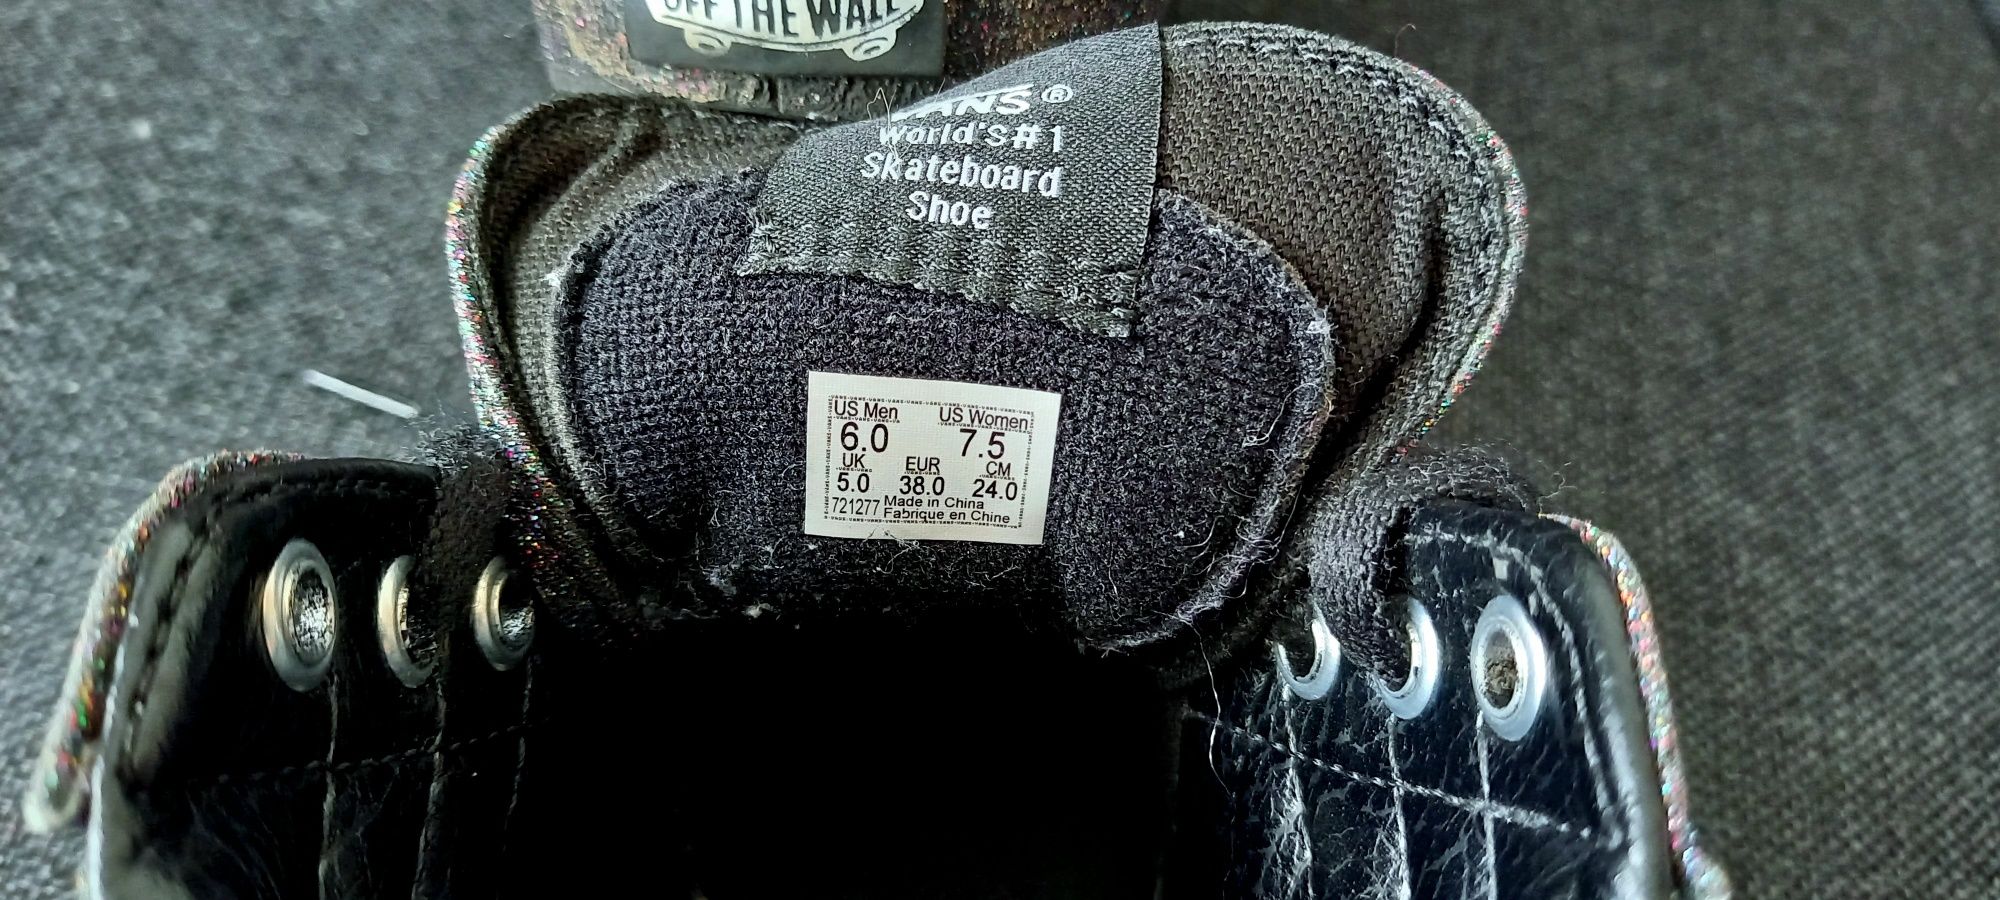 OFF THE WALL
VANS®
World's #1
Skateboard
Shoe
US Men US Women
6.0 7.5
UK EUR CM
5.0 38.0 24.0
721277 Made in China
Fabrique en Chine